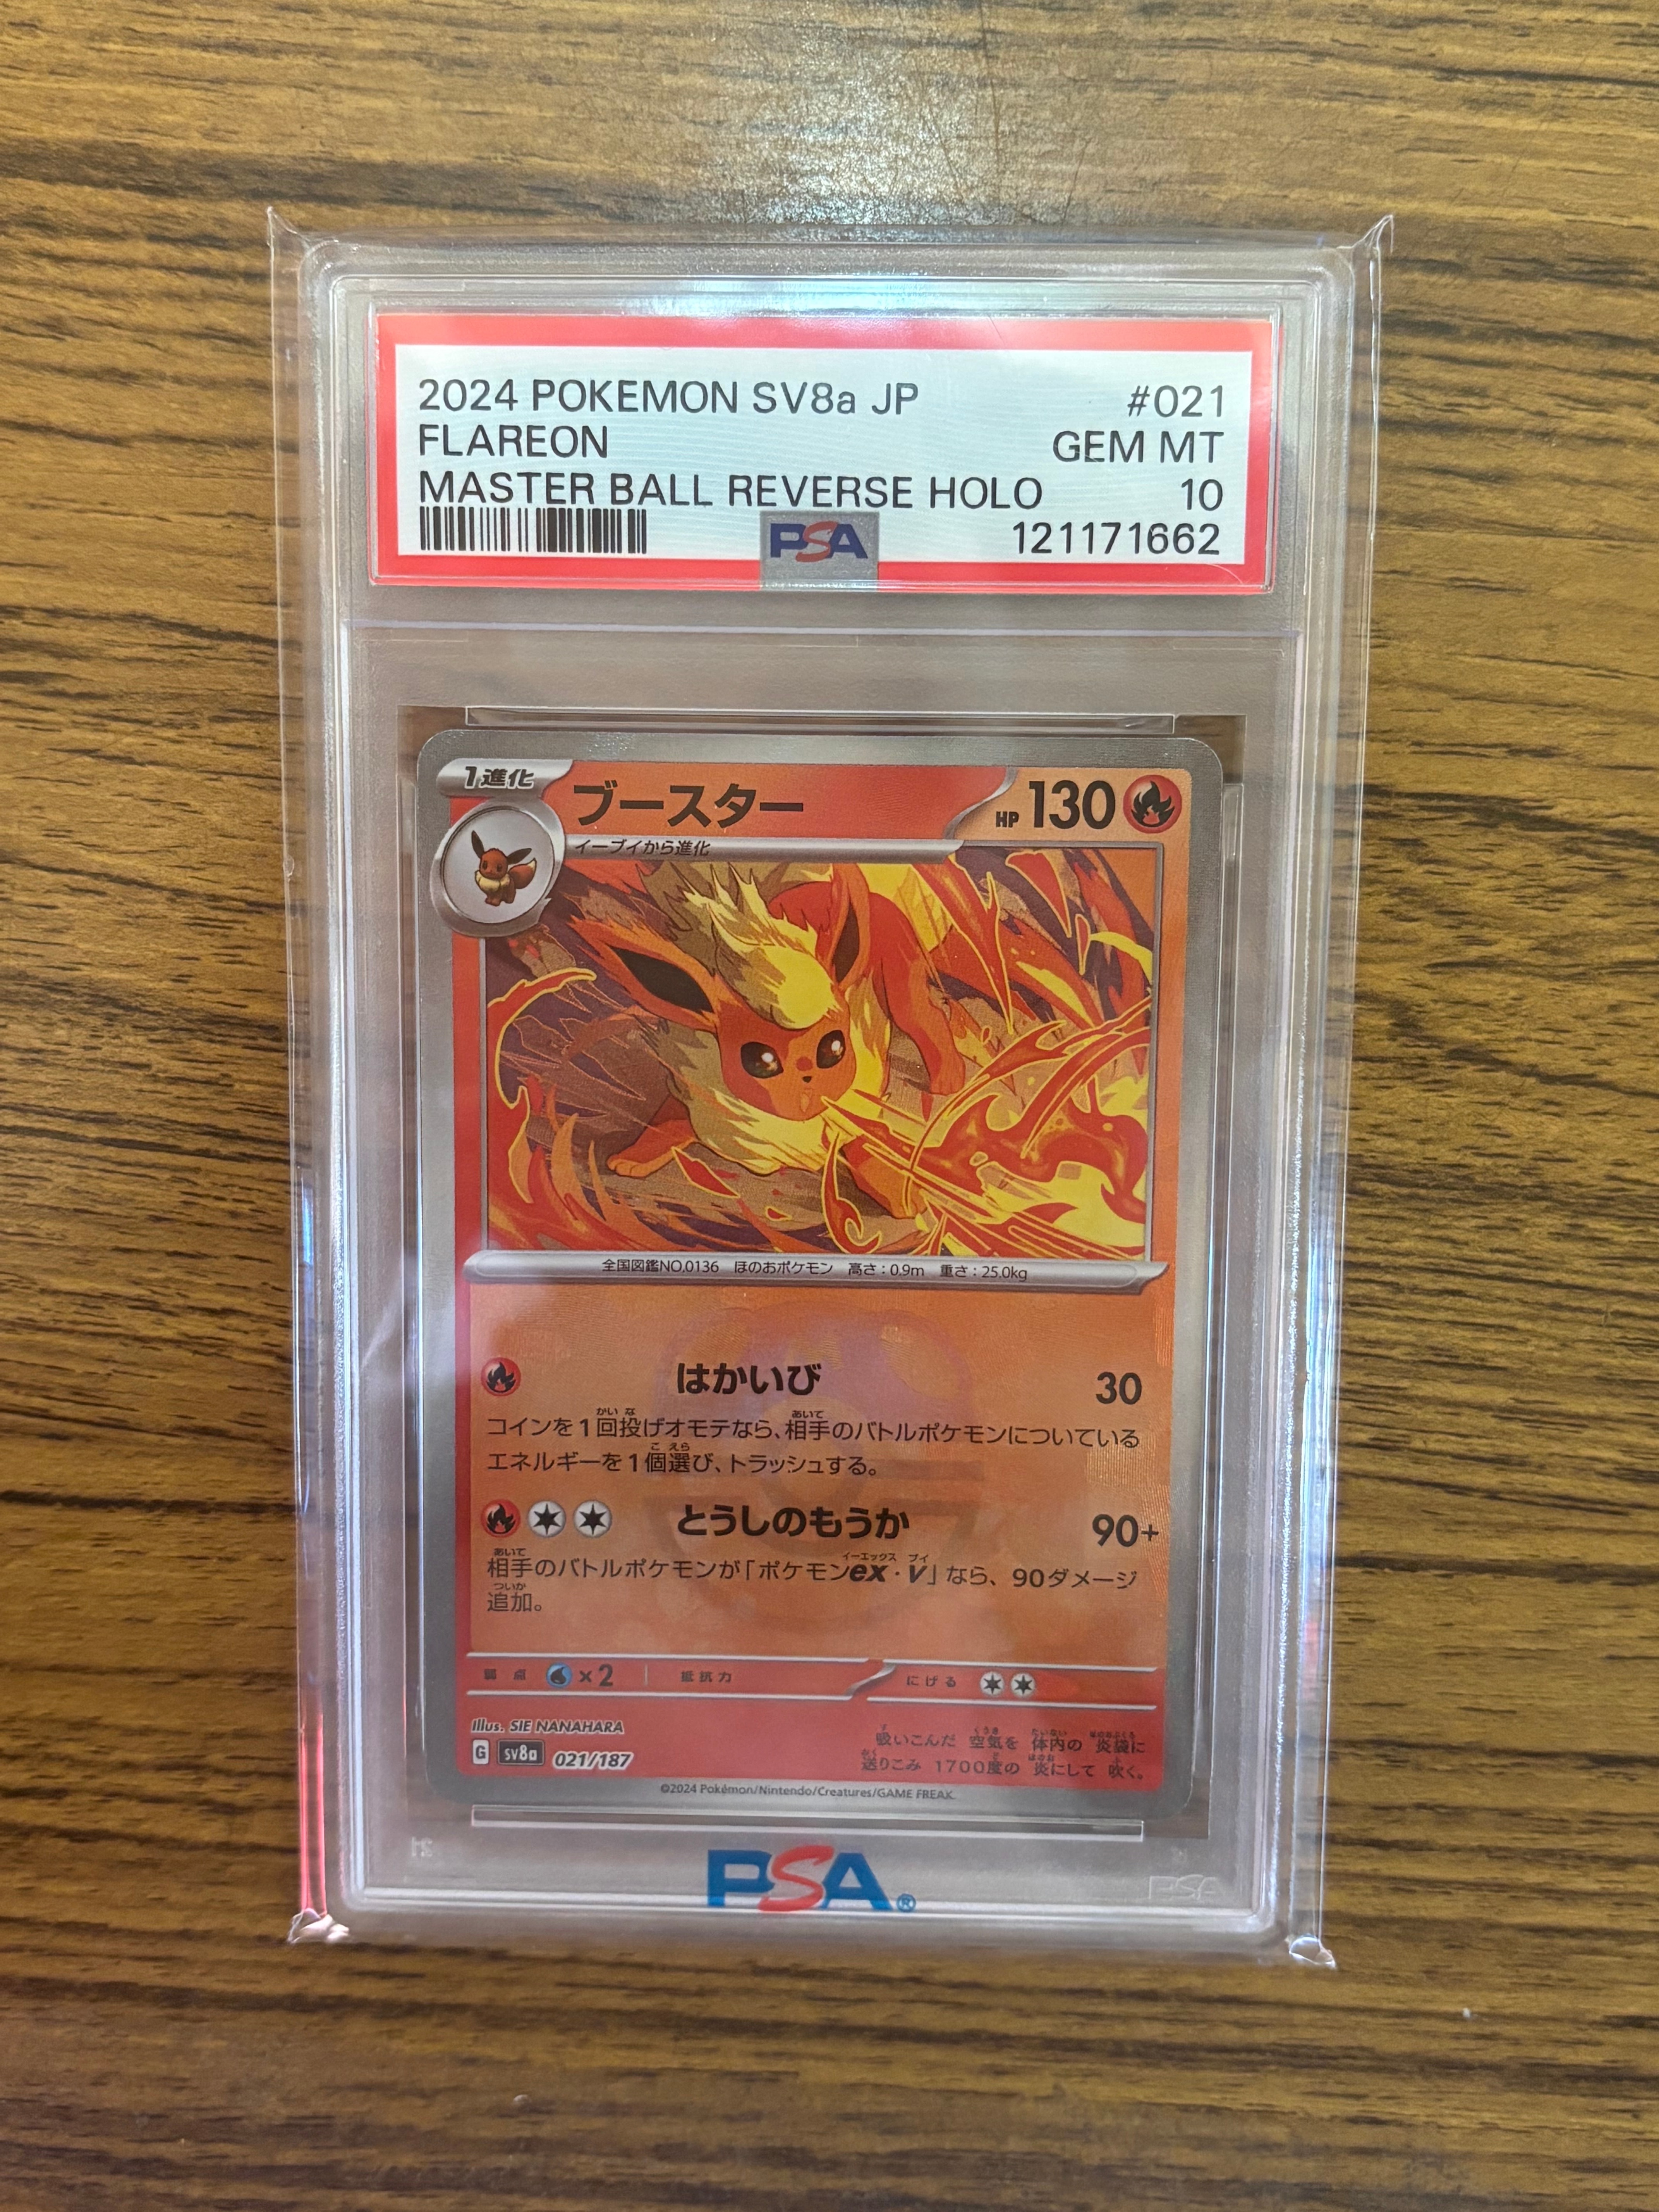 2024 POKEMON SV8a JP #021
FLAREON GEM MT
MASTER BALL REVERSE HOLO 10
PSA 121171662
1進化 ブースター HP 130
イーブイから進化
全国図鑑NO.0136 ほのおポケモン 高さ:0.9m 重さ:25.0kg
はかいび 30
コインを1回投げオモテなら、相手のバトルポケモンについている
エネルギーを1個選び、トラッシュする。
とうしのもうか 90+
相手のバトルポケモンが「ポケモンex・V」なら、90ダメージ
追加。
弱点 ×2 抵抗力 にげる
Illus. SIE NANAHARA
G SV8a 021/187
吸いこんだ 空気を 体内の 炎袋に
送りこみ 1700度の 炎にして 吹く。
©2024 Pokémon/Nintendo/Creatures/GAME FREAK.
PSA®
PSA